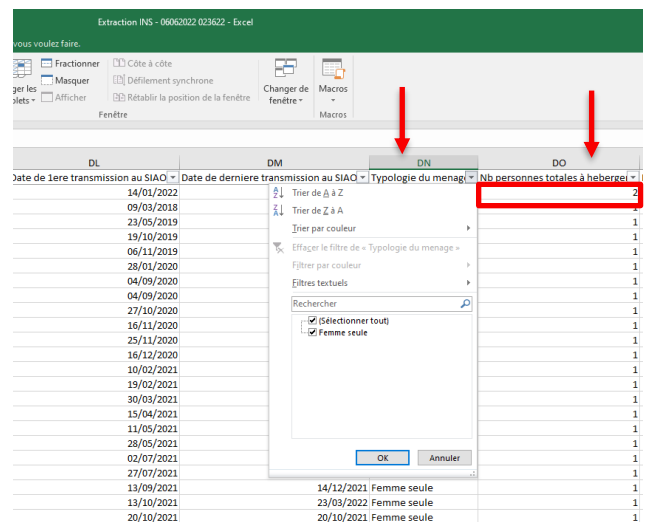 Extraction INS - 06062022 023622 - Excel
vous voulez faire.
Fractionner
Masquer
Afficher
Côte à côte
Défilement synchrone
Rétablir la position de la fenêtre
Changer de
fenêtre
Macros
Fenêtre
Macros
DL DM DN DO
Date de 1ere transmission au SIAO Date de derniere transmission au SIAO Typologie du menage Nb personnes totales à heberger
14/01/2022 2
09/03/2018 1
23/05/2019 1
19/10/2019 1
06/11/2019 1
28/01/2020 1
04/09/2020 1
04/09/2020 1
27/10/2020 1
16/11/2020 1
25/11/2020 1
16/12/2020 1
10/02/2021 1
19/02/2021 1
30/03/2021 1
15/04/2021 1
11/05/2021 1
28/05/2021 1
02/07/2021 1
27/07/2021 1
13/09/2021 14/12/2021 Femme seule 1
13/10/2021 23/03/2022 Femme seule 1
20/10/2021 20/10/2021 Femme seule 1
Trier de A à Z
Trier de Z à A
Trier par couleur
Effacer le filtre de « Typologie du menage »
Filtrer par couleur
Filtres textuels
Rechercher
(Sélectionner tout)
Femme seule
OK Annuler